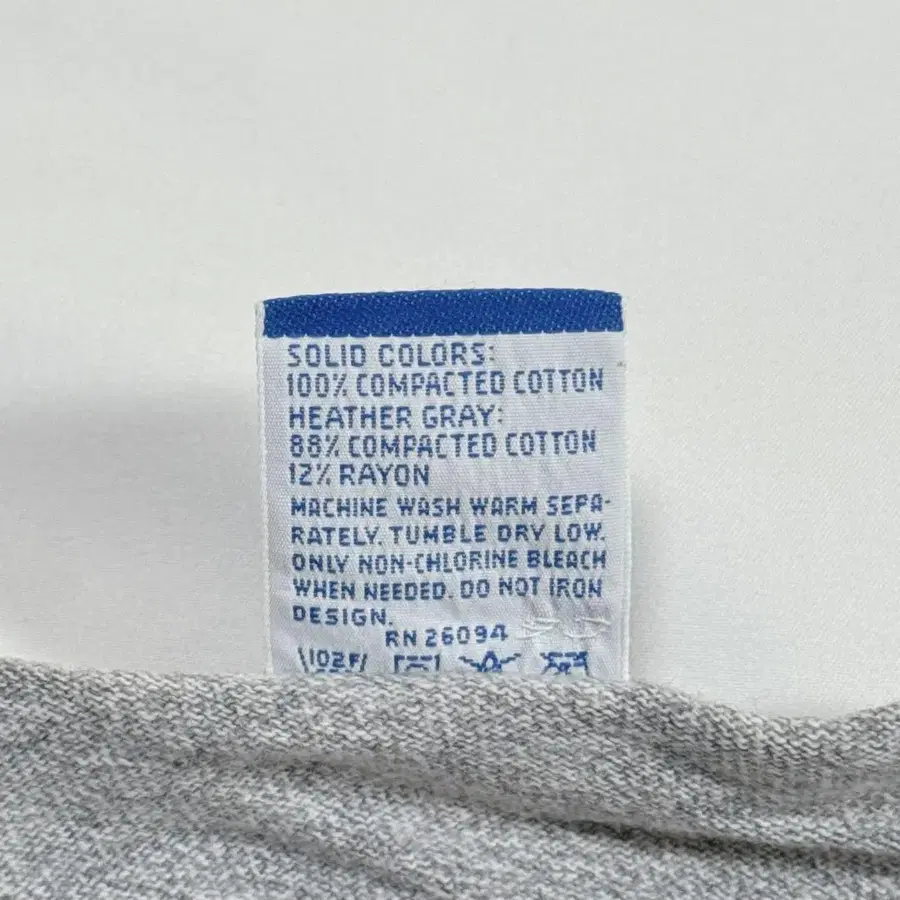 SOLID COLORS:
100% COMPACTED COTTON
HEATHER GRAY:
88% COMPACTED COTTON
12% RAYON
MACHINE WASH WARM SEPA-
RATELY. TUMBLE DRY LOW.
ONLY NON-CHLORINE BLEACH
WHEN NEEDED. DO NOT IRON
DESIGN.
RN 26094
102F